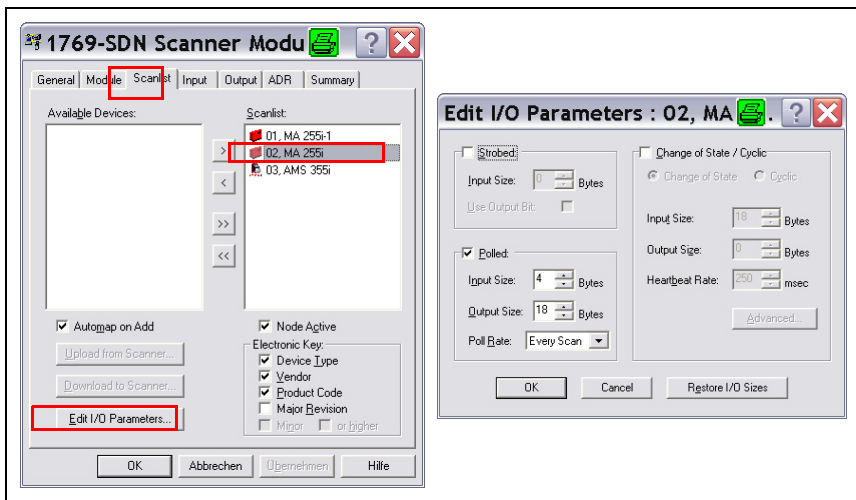 1769-SDN Scanner Modu
General Module Scanlist Input Output ADR Summary
Available Devices:
Scanlist:
01, MA 255i-1
02, MA 255i
03, AMS 355i
>
<
>>
<<
Automap on Add
Upload from Scanner...
Download to Scanner...
Edit I/O Parameters...
Node Active
Electronic Key:
Device Type
Vendor
Product Code
Major Revision
Minor or higher
OK Abbrechen Übernehmen Hilfe
Edit I/O Parameters : 02, MA .
Strobed:
Input Size: 0 Bytes
Use Output Bit:
Polled:
Input Size: 4 Bytes
Output Size: 18 Bytes
Poll Rate: Every Scan
Change of State / Cyclic
Change of State Cyclic
Input Size: 18 Bytes
Output Size: 0 Bytes
Heartbeat Rate: 250 msec
Advanced...
OK Cancel Restore I/O Sizes